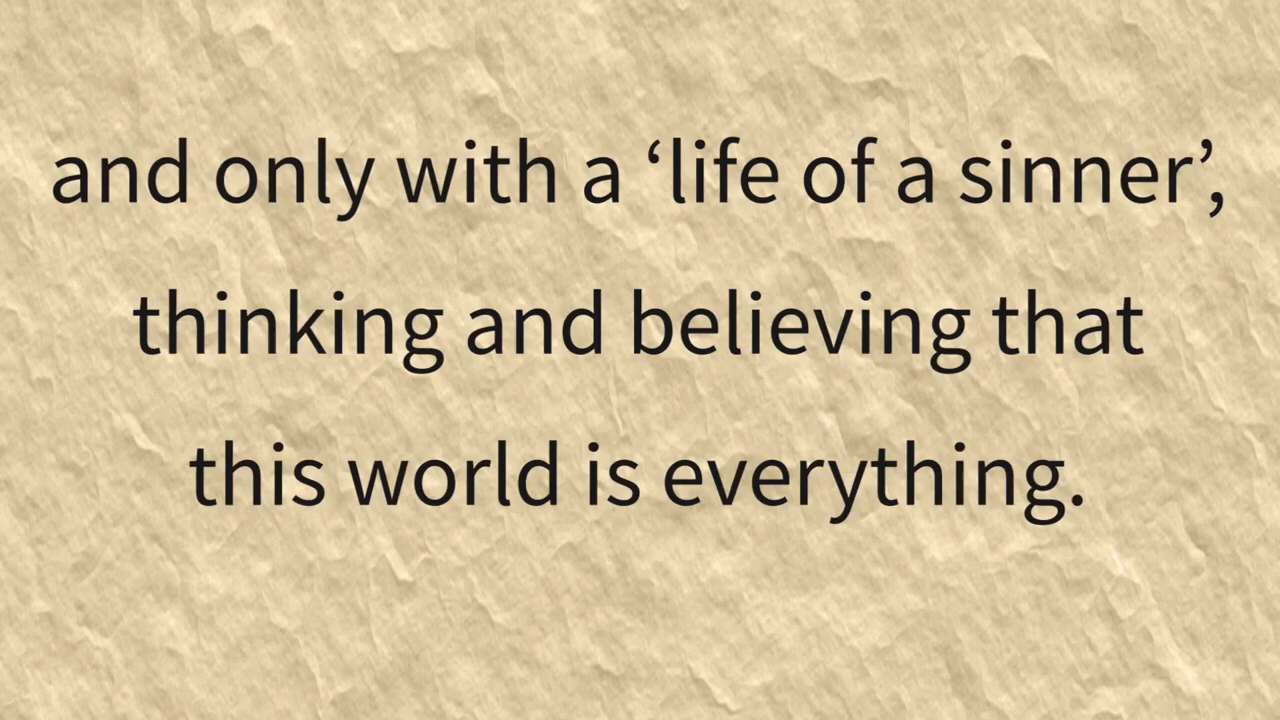 and only with a ‘life of a sinner’,
thinking and believing that
this world is everything.